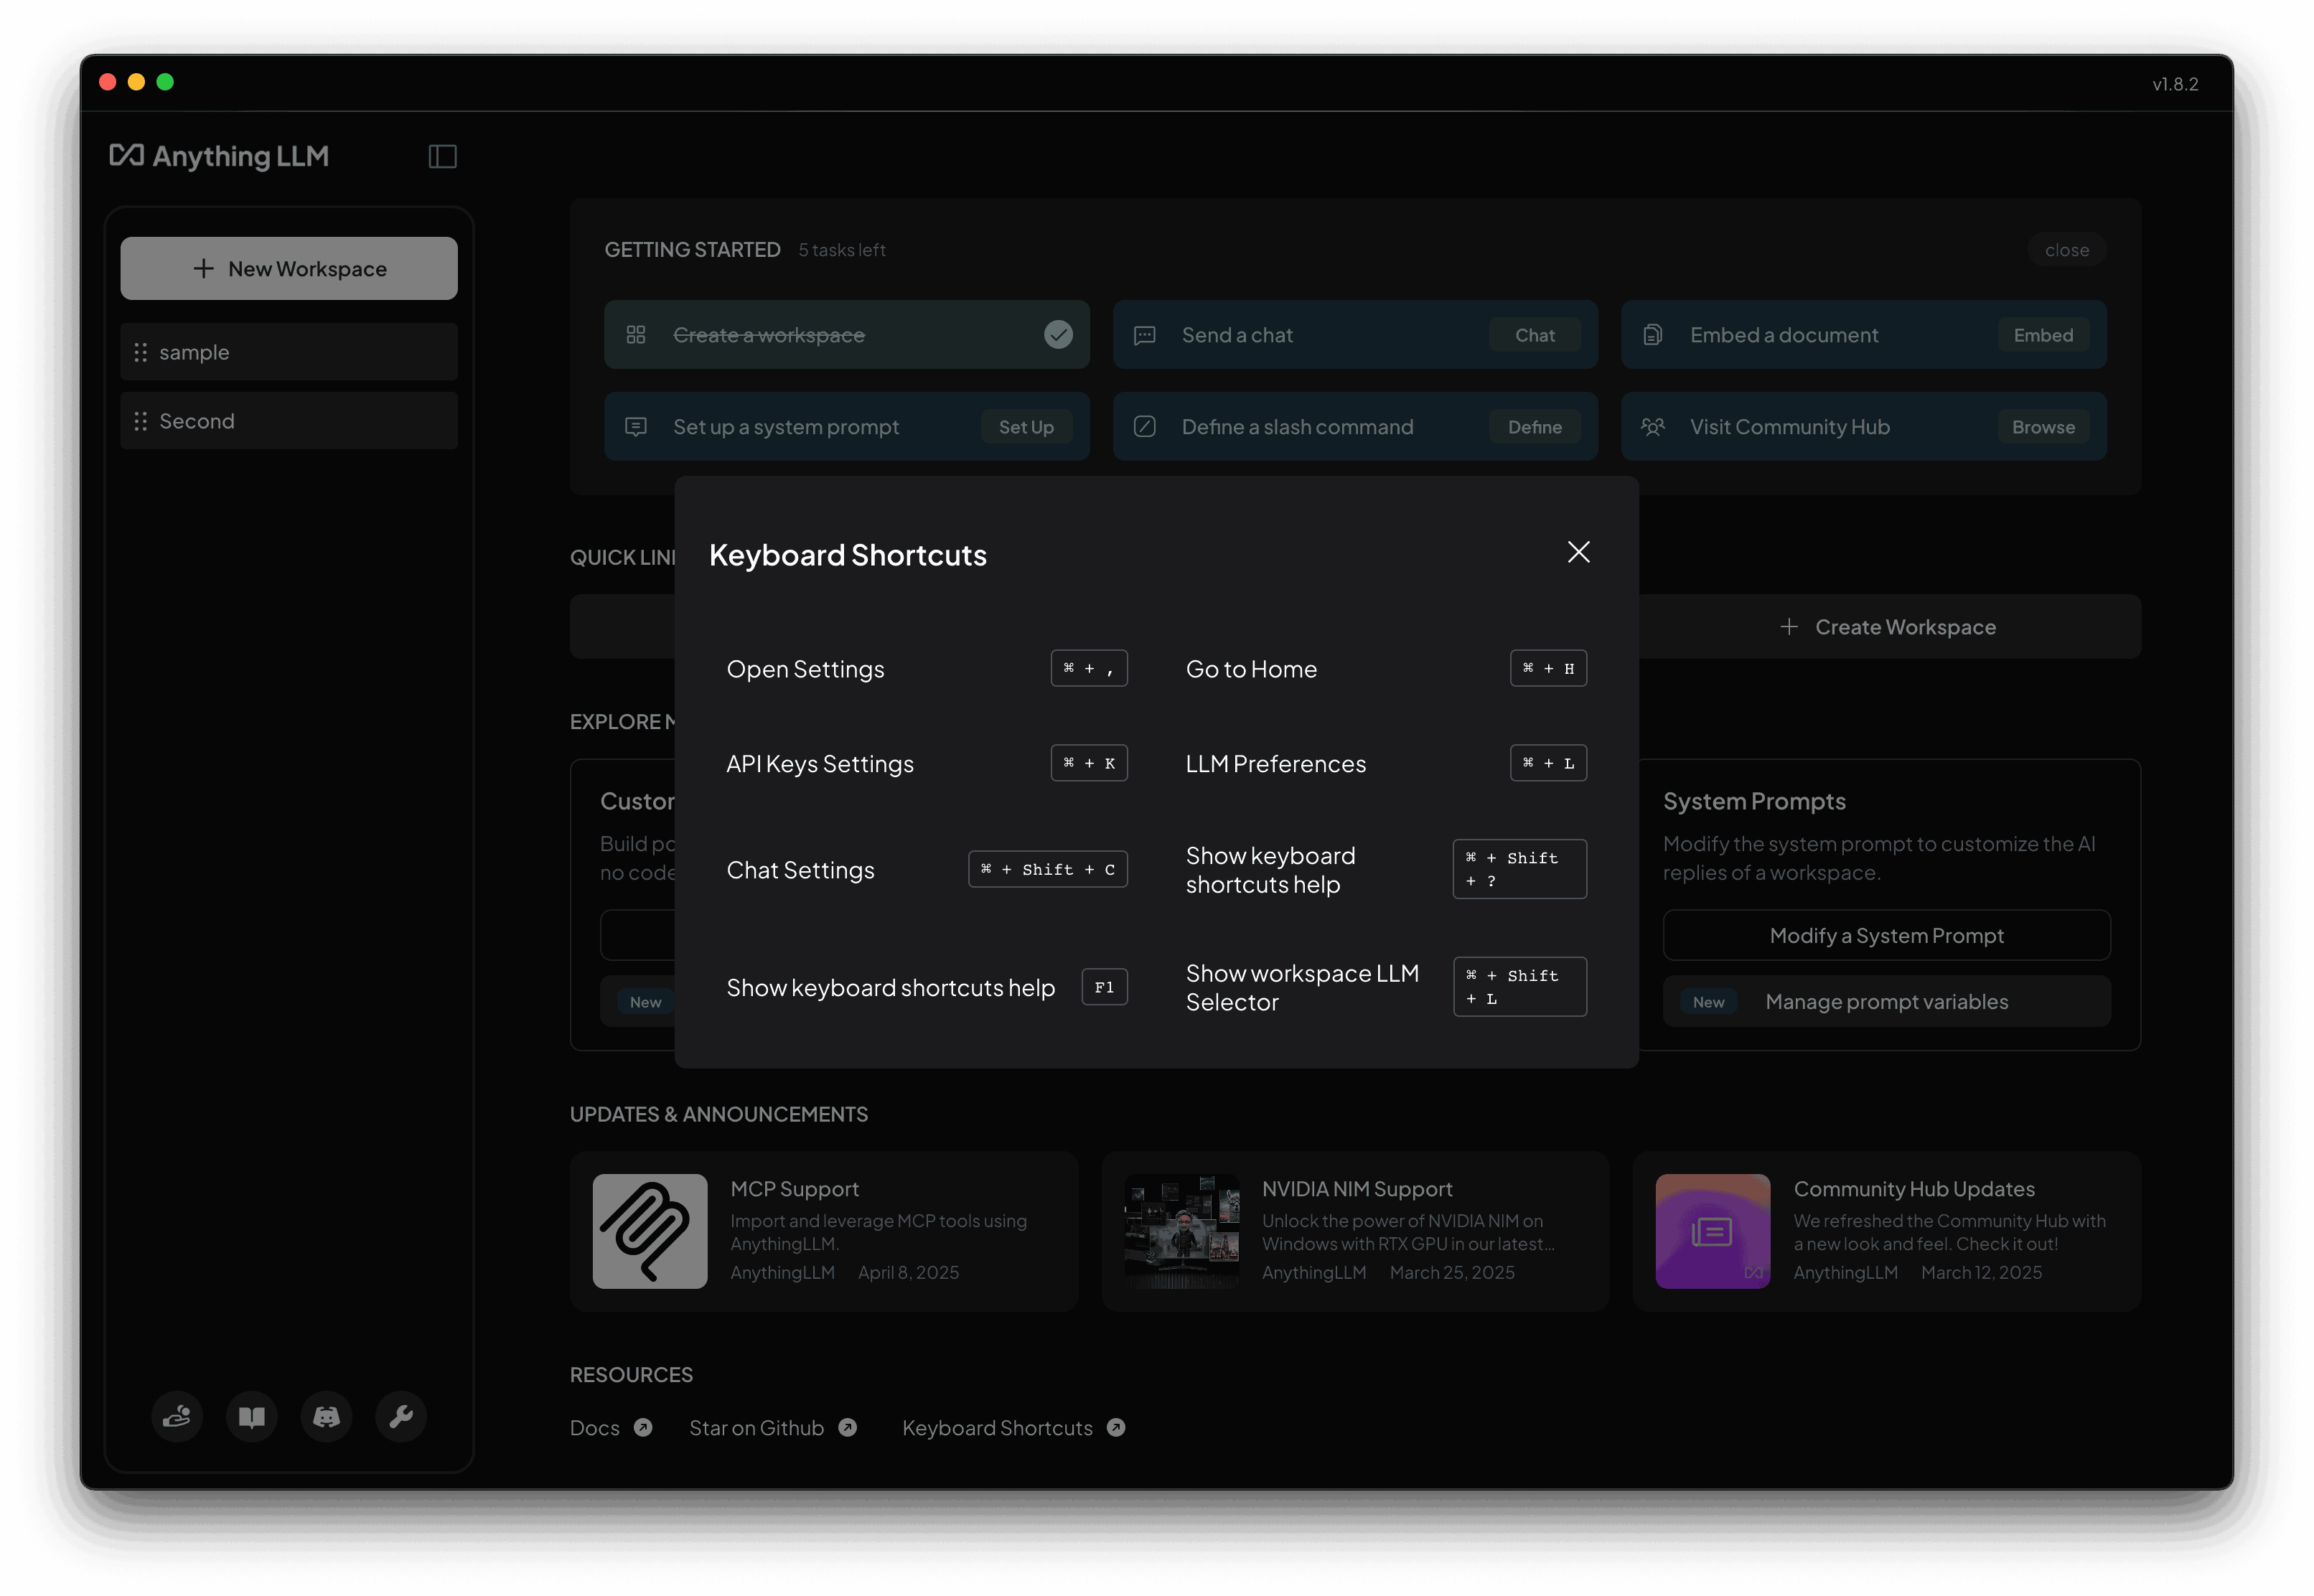 v1.8.2
Anything LLM
New Workspace
sample
Second
GETTING STARTED 5 tasks left close
Create a workspace
Send a chat Chat
Embed a document Embed
Set up a system prompt Set Up
Define a slash command Define
Visit Community Hub Browse
QUICK LIN
Create Workspace
EXPLORE
Keyboard Shortcuts
Open Settings ⌘ + ,
Go to Home ⌘ + H
API Keys Settings ⌘ + K
LLM Preferences ⌘ + L
Chat Settings ⌘ + Shift + C
Show keyboard
shortcuts help
⌘ + Shift
+ ?
Show keyboard shortcuts help F1
Show workspace LLM
Selector
⌘ + Shift
+ L
Custo
Build p
no code
New
System Prompts
Modify the system prompt to customize the AI
replies of a workspace.
Modify a System Prompt
New Manage prompt variables
UPDATES & ANNOUNCEMENTS
MCP Support
Import and leverage MCP tools using
AnythingLLM.
AnythingLLM April 8, 2025
NVIDIA NIM Support
Unlock the power of NVIDIA NIM on
Windows with RTX GPU in our latest...
AnythingLLM March 25, 2025
Community Hub Updates
We refreshed the Community Hub with
a new look and feel. Check it out!
AnythingLLM March 12, 2025
RESOURCES
Docs Star on Github Keyboard Shortcuts